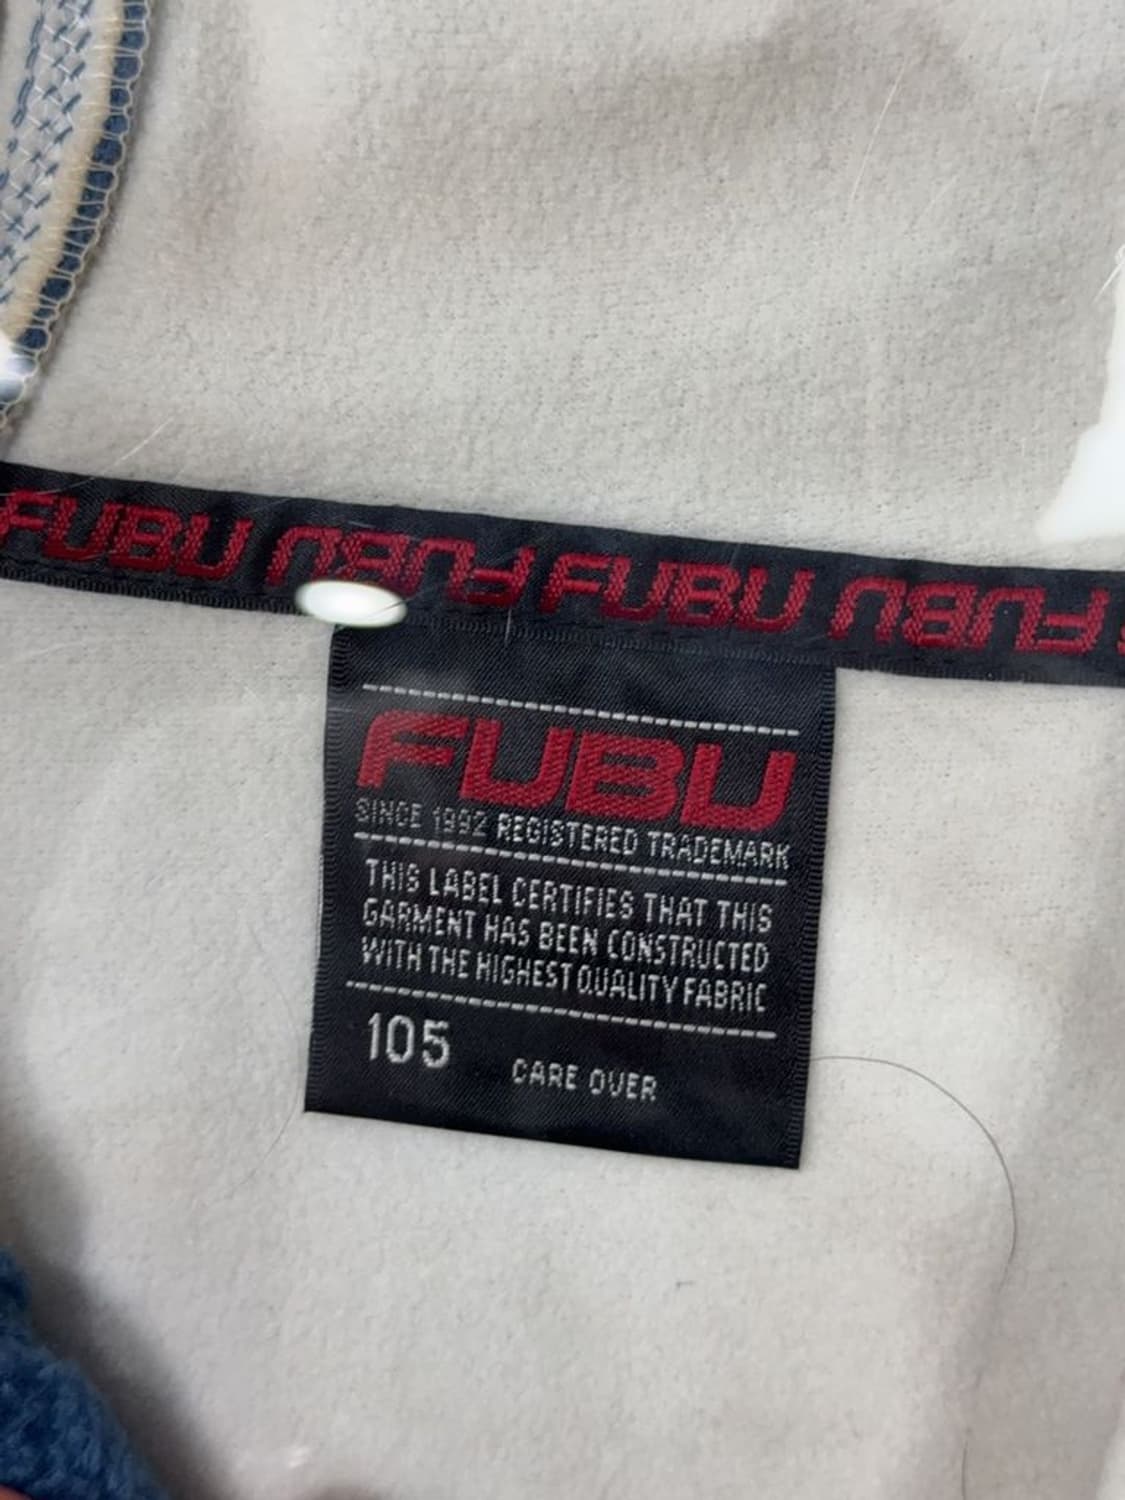 FUBU FUBU FUBU FUBU
FUBU
SINCE 1992 REGISTERED TRADEMARK
THIS LABEL CERTIFIES THAT THIS
GARMENT HAS BEEN CONSTRUCTED
WITH THE HIGHEST QUALITY FABRIC
105 CARE OVER